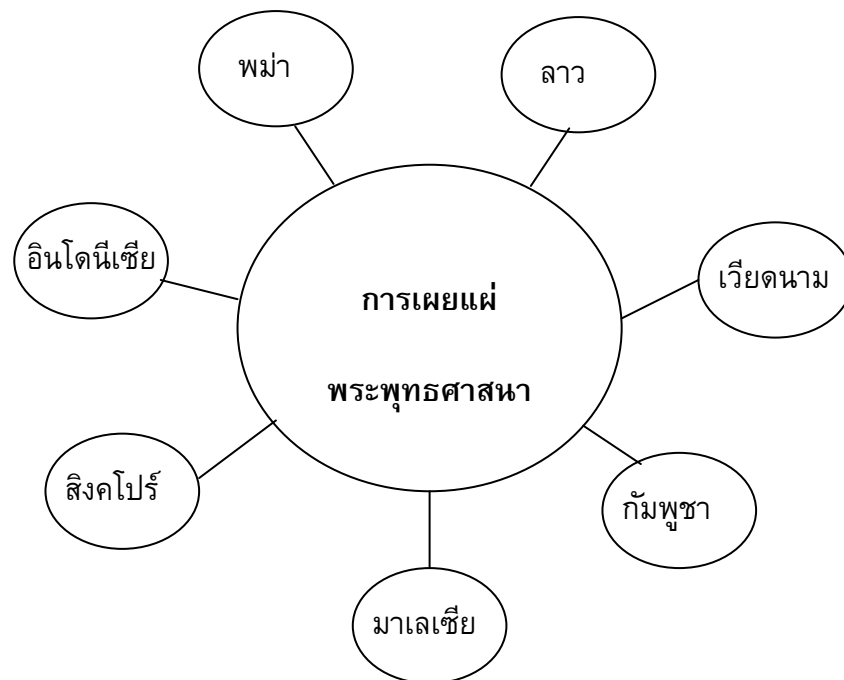 พม่า
ลาว
อินโดนีเซีย
เวียดนาม
การเผยแผ่
พระพุทธศาสนา
สิงคโปร์
กัมพูชา
มาเลเซีย